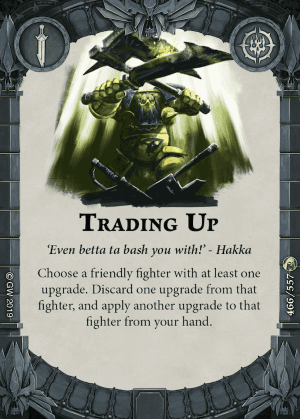 TRADING UP
‘Even betta ta bash you with!’ - Hakka
Choose a friendly fighter with at least one
upgrade. Discard one upgrade from that
fighter, and apply another upgrade to that
fighter from your hand.
© GW 2019
466/557